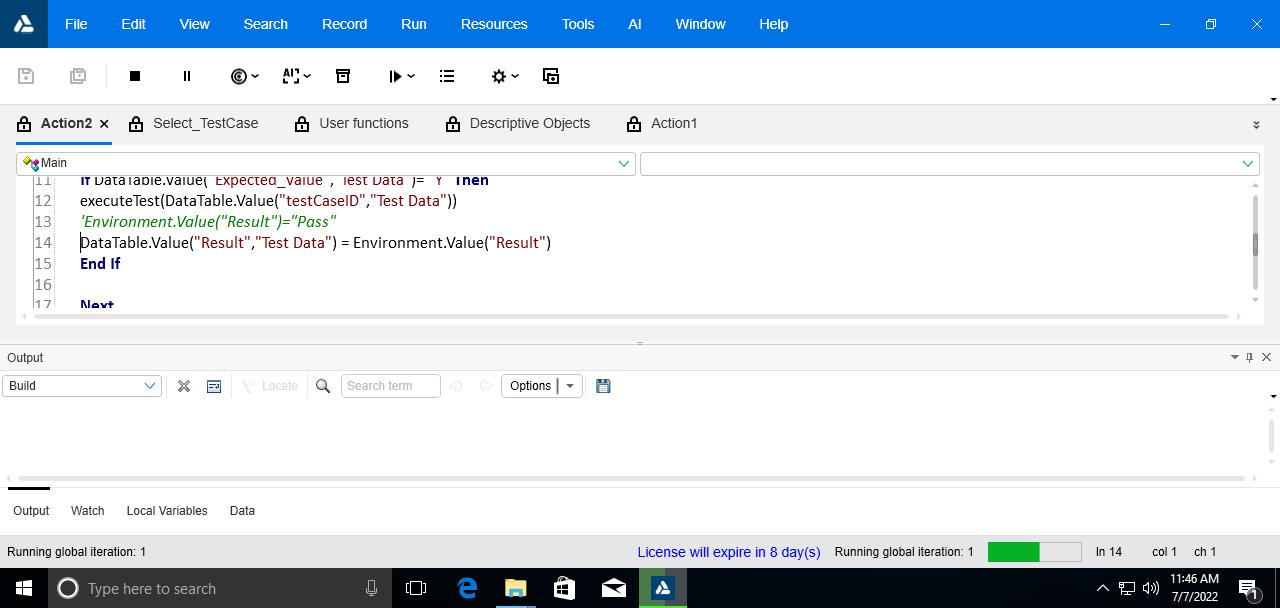 File Edit View Search Record Run Resources Tools AI Window Help
Action2 Select_TestCase User functions Descriptive Objects Action1
Main
11 If DataTable.Value("Expected_Value","Test Data")="Y" Then
12 executeTest(DataTable.Value("testCaseID","Test Data"))
13 'Environment.Value("Result")="Pass"
14 DataTable.Value("Result","Test Data") = Environment.Value("Result")
15 End If
16
17 Next
Output
Build Locate Search term Options
Output Watch Local Variables Data
Running global iteration: 1 License will expire in 8 day(s) Running global iteration: 1 ln 14 col 1 ch 1
Type here to search 11:46 AM
7/7/2022 1